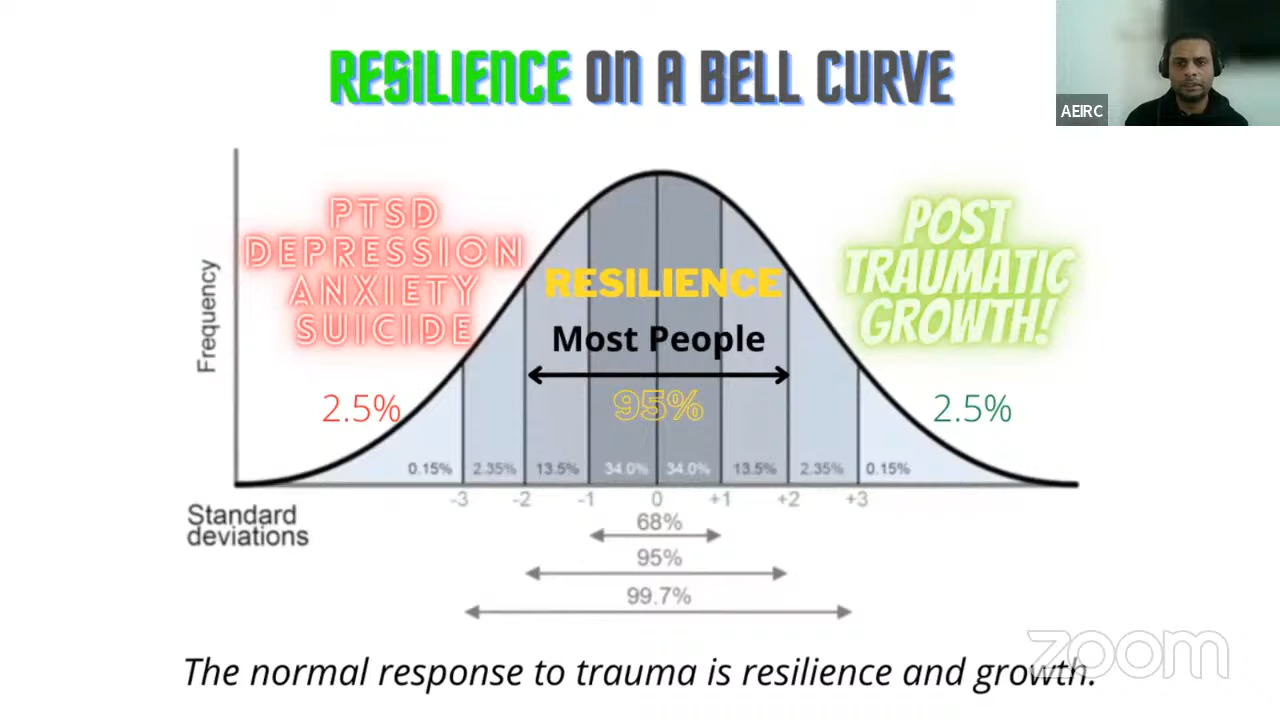 RESILIENCE ON A BELL CURVE
AEIRC
PTSD
DEPRESSION
ANXIETY
SUICIDE
2.5%
Frequency
RESILIENCE
Most People
95%
POST
TRAUMATIC
GROWTH!
2.5%
0.15% 2.35% 13.5% 34.0% 34.0% 13.5% 2.35% 0.15%
-3 -2 -1 0 +1 +2 +3
Standard
deviations
68%
95%
99.7%
The normal response to trauma is resilience and growth.
zoom